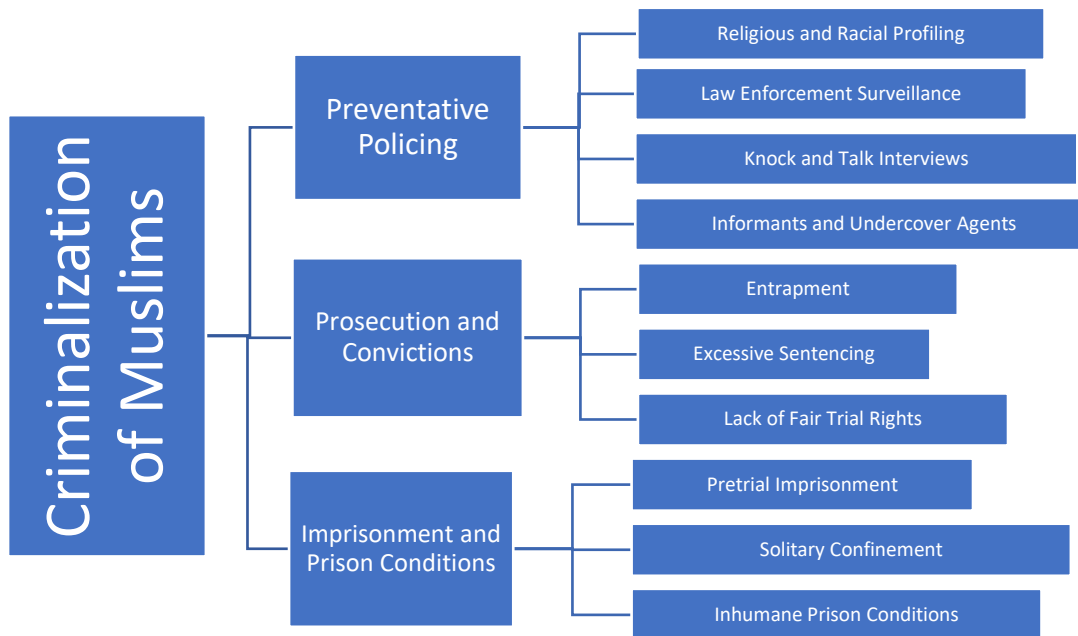 Criminalization
of Muslims
Preventative
Policing
Religious and Racial Profiling
Law Enforcement Surveillance
Knock and Talk Interviews
Informants and Undercover Agents
Prosecution and
Convictions
Entrapment
Excessive Sentencing
Lack of Fair Trial Rights
Imprisonment and
Prison Conditions
Pretrial Imprisonment
Solitary Confinement
Inhumane Prison Conditions